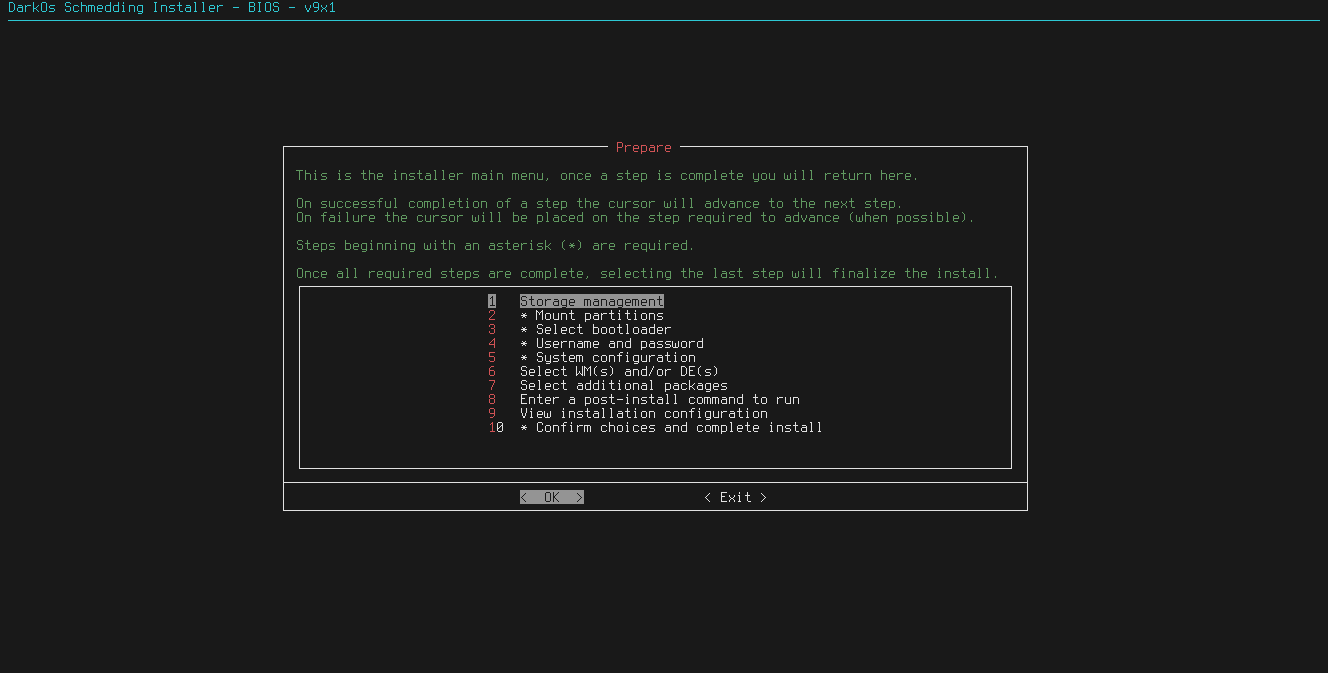 DarkOs Schmedding Installer - BIOS - v9x1
Prepare
This is the installer main menu, once a step is complete you will return here.
On successful completion of a step the cursor will advance to the next step.
On failure the cursor will be placed on the step required to advance (when possible).
Steps beginning with an asterisk (*) are required.
Once all required steps are complete, selecting the last step will finalize the install.
1 Storage management
2 * Mount partitions
3 * Select bootloader
4 * Username and password
5 * System configuration
6 Select WM(s) and/or DE(s)
7 Select additional packages
8 Enter a post-install command to run
9 View installation configuration
10 * Confirm choices and complete install
< OK > < Exit >